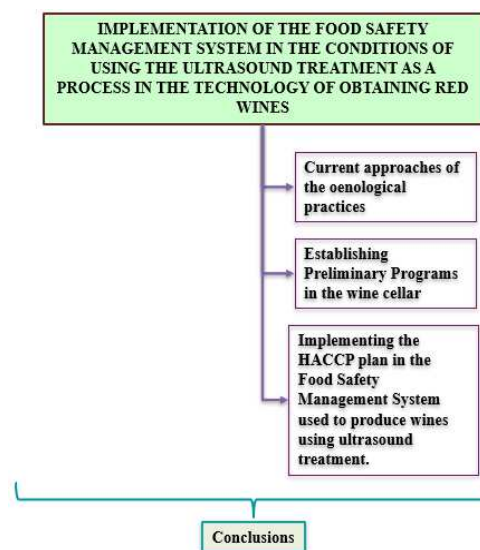 IMPLEMENTATION OF THE FOOD SAFETY
MANAGEMENT SYSTEM IN THE CONDITIONS OF
USING THE ULTRASOUND TREATMENT AS A
PROCESS IN THE TECHNOLOGY OF OBTAINING RED
WINES
Current approaches of
the oenological
practices
Establishing
Preliminary Programs
in the wine cellar
Implementing the
HACCP plan in the
Food Safety
Management System
used to produce wines
using ultrasound
treatment.
Conclusions